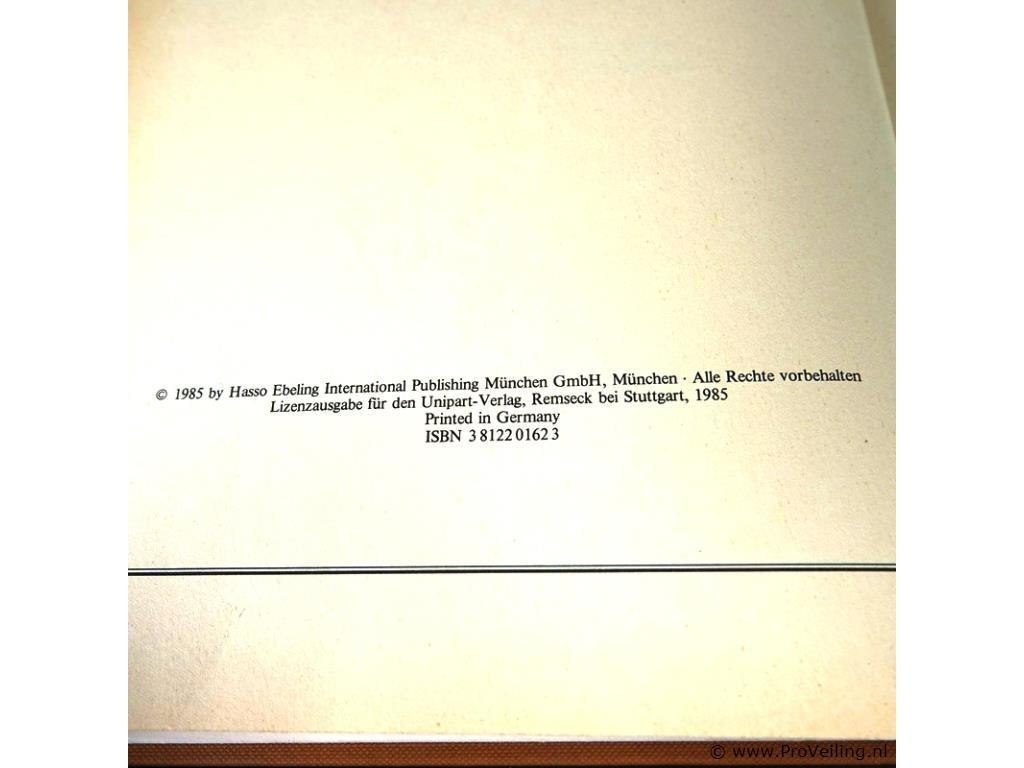 © 1985 by Hasso Ebeling International Publishing München GmbH, München · Alle Rechte vorbehalten
Lizenzausgabe für den Unipart-Verlag, Remseck bei Stuttgart, 1985
Printed in Germany
ISBN 3 8122 0162 3
© www.ProVeiling.nl